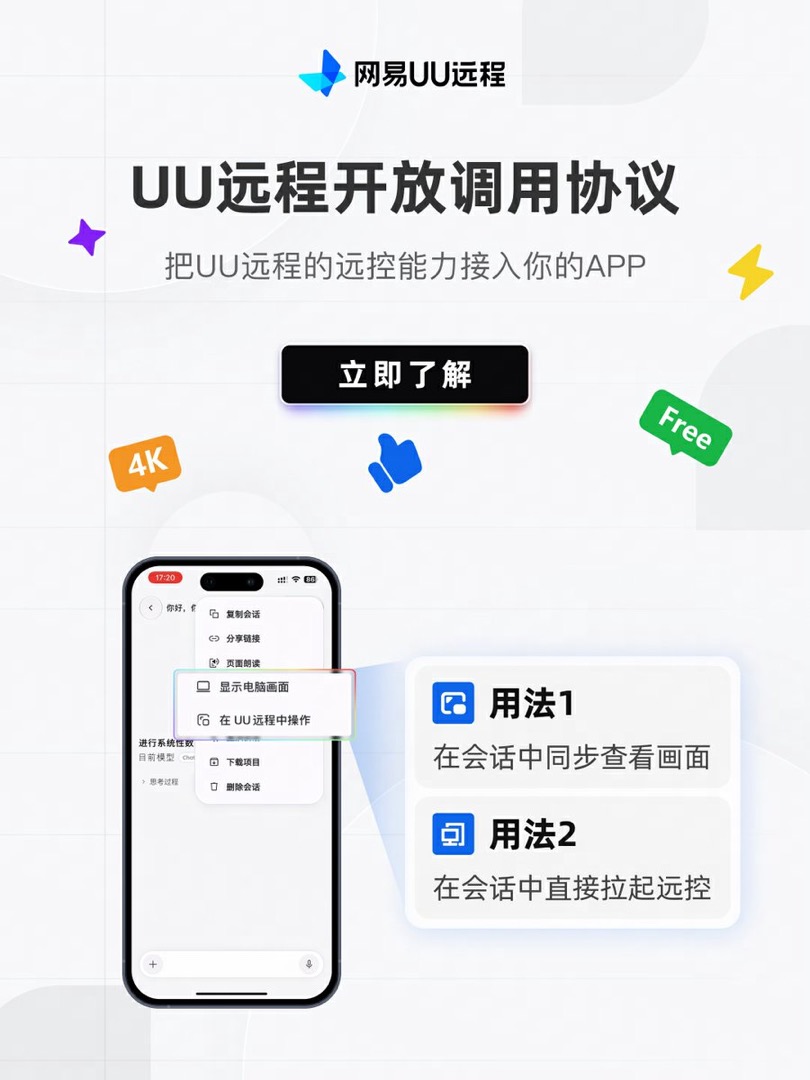 网易UU远程
UU远程开放调用协议
把UU远程的远控能力接入你的APP
立即了解
4K
Free
17:20
86
你好,
复制会话
分享链接
页面朗读
显示电脑画面
在 UU 远程中操作
进行系统性数
目前模型
下载项目
思考过程
删除会话
用法1
在会话中同步查看画面
用法2
在会话中直接拉起远控